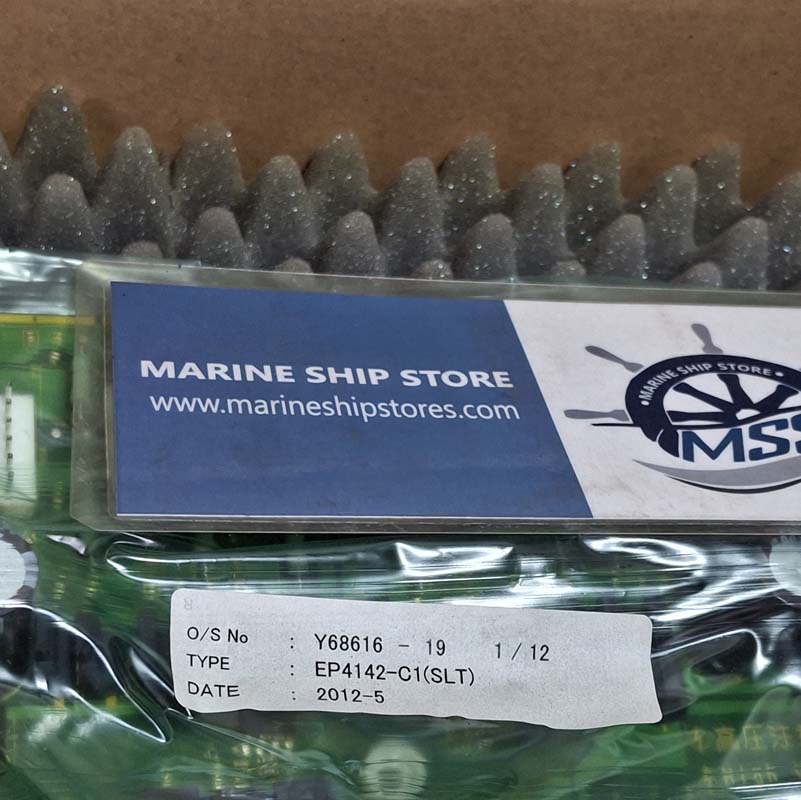 MARINE SHIP STORE
www.marineshipstores.com
•MARINE SHIP STORE•
MSS
O/S No : Y68616 - 19 1/12
TYPE : EP4142-C1(SLT)
DATE : 2012-5